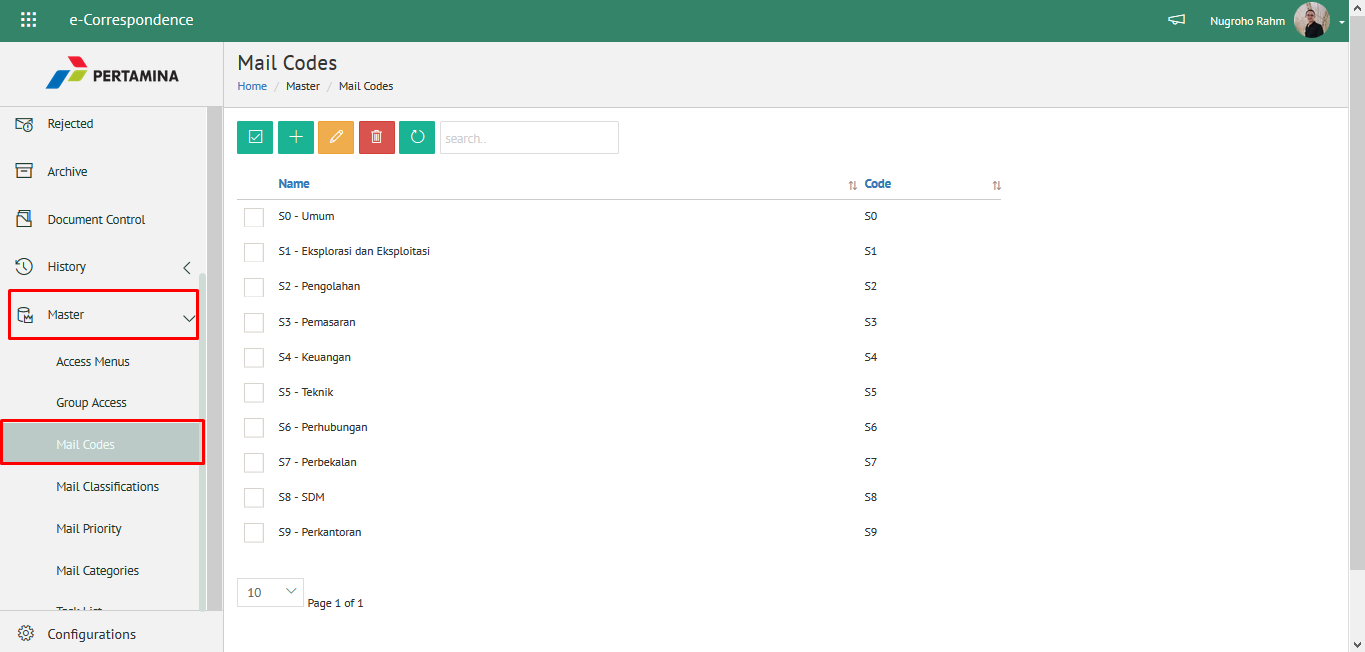 e-Correspondence
Nugroho Rahm
PERTAMINA
Mail Codes
Home / Master / Mail Codes
Rejected
Archive
Document Control
History
Master
Access Menus
Group Access
Mail Codes
Mail Classifications
Mail Priority
Mail Categories
Task List
Configurations
search..
Name Code
S0 - Umum S0
S1 - Eksplorasi dan Eksploitasi S1
S2 - Pengolahan S2
S3 - Pemasaran S3
S4 - Keuangan S4
S5 - Teknik S5
S6 - Perhubungan S6
S7 - Perbekalan S7
S8 - SDM S8
S9 - Perkantoran S9
10 Page 1 of 1